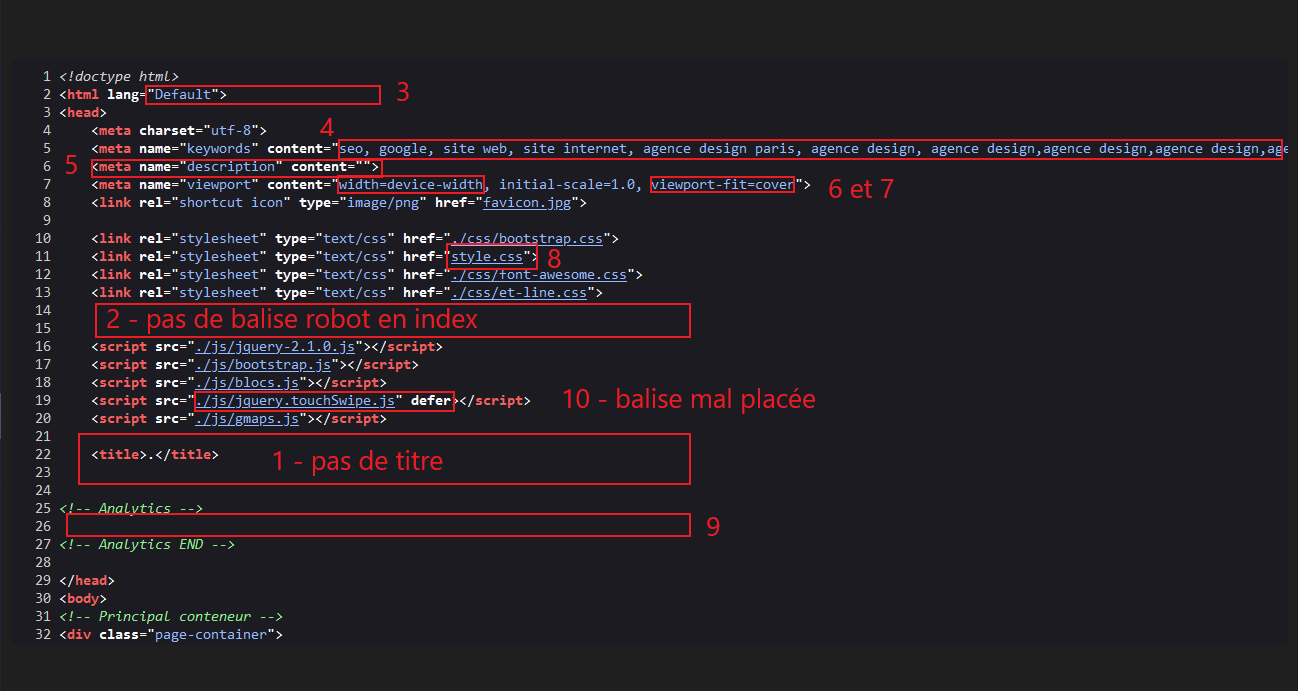 1 <!doctype html>
2 <html lang="Default"> 3
3 <head>
4 <meta charset="utf-8"> 4
5 <meta name="keywords" content="seo, google, site web, site internet, agence design paris, agence design, agence design,agence design,age
5 6 <meta name="description" content="">
7 <meta name="viewport" content="width=device-width, initial-scale=1.0, viewport-fit=cover"> 6 et 7
8 <link rel="shortcut icon" type="image/png" href="favicon.jpg">
9
10 <link rel="stylesheet" type="text/css" href="./css/bootstrap.css">
11 <link rel="stylesheet" type="text/css" href="style.css"> 8
12 <link rel="stylesheet" type="text/css" href="./css/font-awesome.css">
13 <link rel="stylesheet" type="text/css" href="./css/et-line.css">
14
2 - pas de balise robot en index
15
16 <script src="./js/jquery-2.1.0.js"></script>
17 <script src="./js/bootstrap.js"></script>
18 <script src="./js/blocs.js"></script>
19 <script src="./js/jquery.touchSwipe.js" defer></script> 10 - balise mal placée
20 <script src="./js/gmaps.js"></script>
21
22 <title>.</title> 1 - pas de titre
23
24
25 <!-- Analytics -->
26 9
27 <!-- Analytics END -->
28
29 </head>
30 <body>
31 <!-- Principal conteneur -->
32 <div class="page-container">